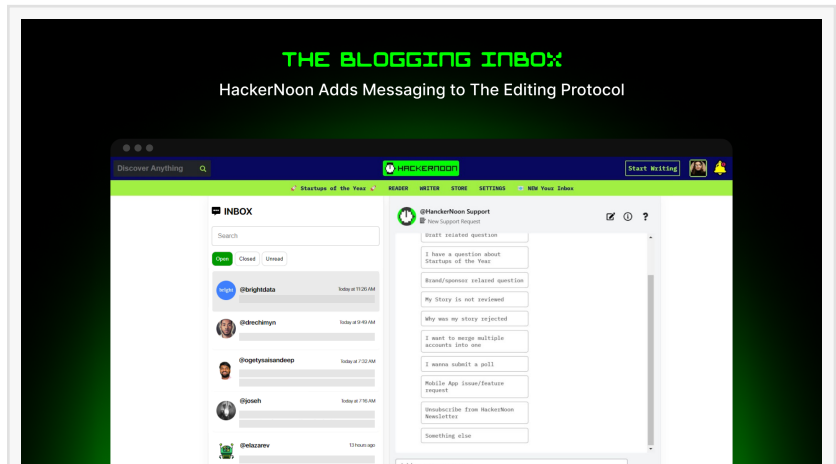 THE BLOGGING INBOX
HackerNoon Adds Messaging to The Editing Protocol
Discover Anything
HACKERNOON
Start Writing
Startups of the Year
READER
WRITER
STORE
SETTINGS
NEW Your Inbox
INBOX
Search
Open
Closed
Unread
bright
@brightdata
Today at 11:26 AM
@drechimyn
Today at 9:49 AM
@ogetysaisandeep
Today at 7:32 AM
@joseh
Today at 7:16 AM
@elazarev
13 hours ago
@HanckerNoon Support
New Support Request
Draft related question
I have a question about
Startups of the Year
Brand/sponsor relared question
My Story is not reviewed
Why was my story rejected
I want to merge multiple
accounts into one
I wanna submit a poll
Mobile App issue/feature
request
Unsubscribe from HackerNoon
Newsletter
Something else